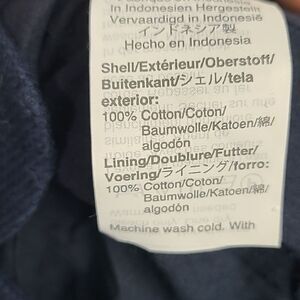 in Indonesien Hergestellt
Vervaardigd in Indonesië
インドネシア製
Hecho en Indonesia
Shell/Extérieur/Oberstoff/
Buitenkant/シェル/tela
exterior:
100% Cotton/Coton/
Baumwolle/Katoen/綿/
algodón
Lining/Doublure/Futter/
Voering/ライニング/forro:
100% Cotton/Coton/
Baumwolle/Katoen/綿/
algodón
Machine wash cold. With